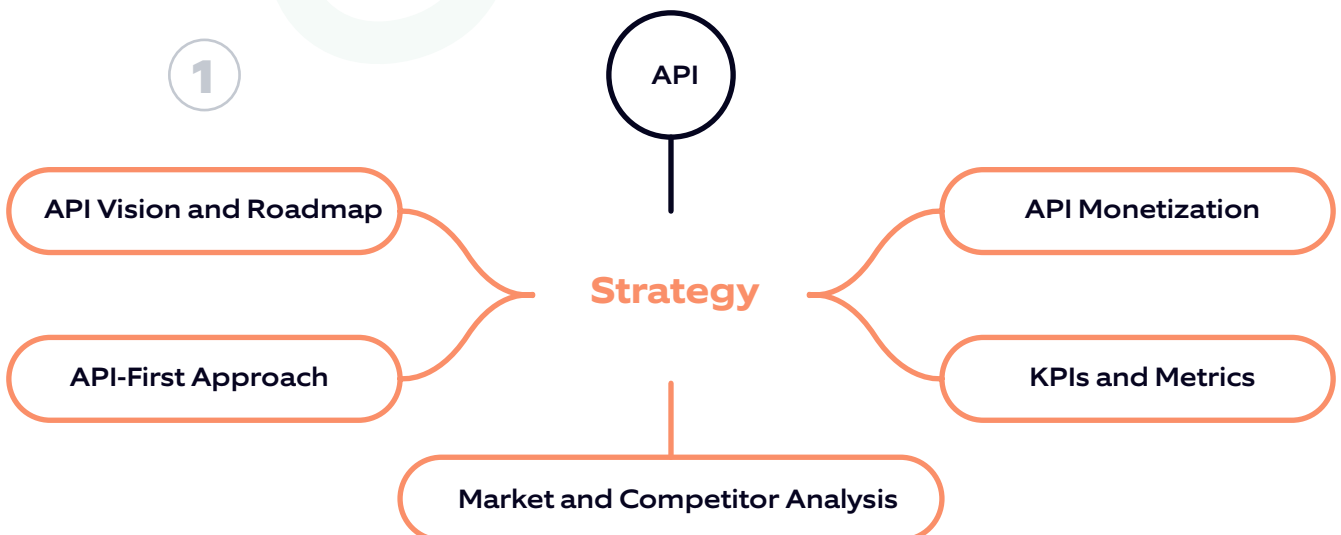 1
API
API Vision and Roadmap
API Monetization
Strategy
API-First Approach
KPIs and Metrics
Market and Competitor Analysis